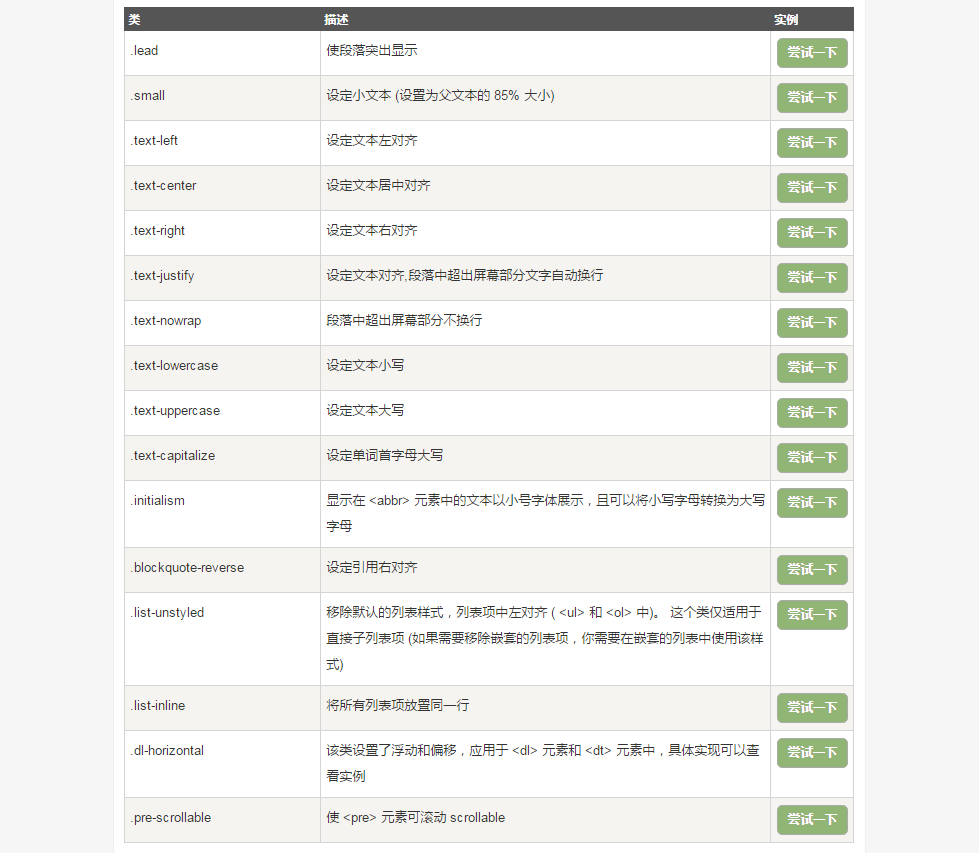 类 描述 实例
.lead 使段落突出显示 尝试一下
.small 设定小文本 (设置为父文本的 85% 大小) 尝试一下
.text-left 设定文本左对齐 尝试一下
.text-center 设定文本居中对齐 尝试一下
.text-right 设定文本右对齐 尝试一下
.text-justify 设定文本对齐,段落中超出屏幕部分文字自动换行 尝试一下
.text-nowrap 段落中超出屏幕部分不换行 尝试一下
.text-lowercase 设定文本小写 尝试一下
.text-uppercase 设定文本大写 尝试一下
.text-capitalize 设定单词首字母大写 尝试一下
.initialism 显示在 <abbr> 元素中的文本以小号字体展示，且可以将小写字母转换为大写 尝试一下
字母
.blockquote-reverse 设定引用右对齐 尝试一下
.list-unstyled 移除默认的列表样式，列表项中左对齐 ( <ul> 和 <ol> 中)。 这个类仅适用于 尝试一下
直接子列表项 (如果需要移除嵌套的列表项，你需要在嵌套的列表中使用该样
式)
.list-inline 将所有列表项放置同一行 尝试一下
.dl-horizontal 该类设置了浮动和偏移，应用于 <dl> 元素和 <dt> 元素中，具体实现可以查 尝试一下
看实例
.pre-scrollable 使 <pre> 元素可滚动 scrollable 尝试一下